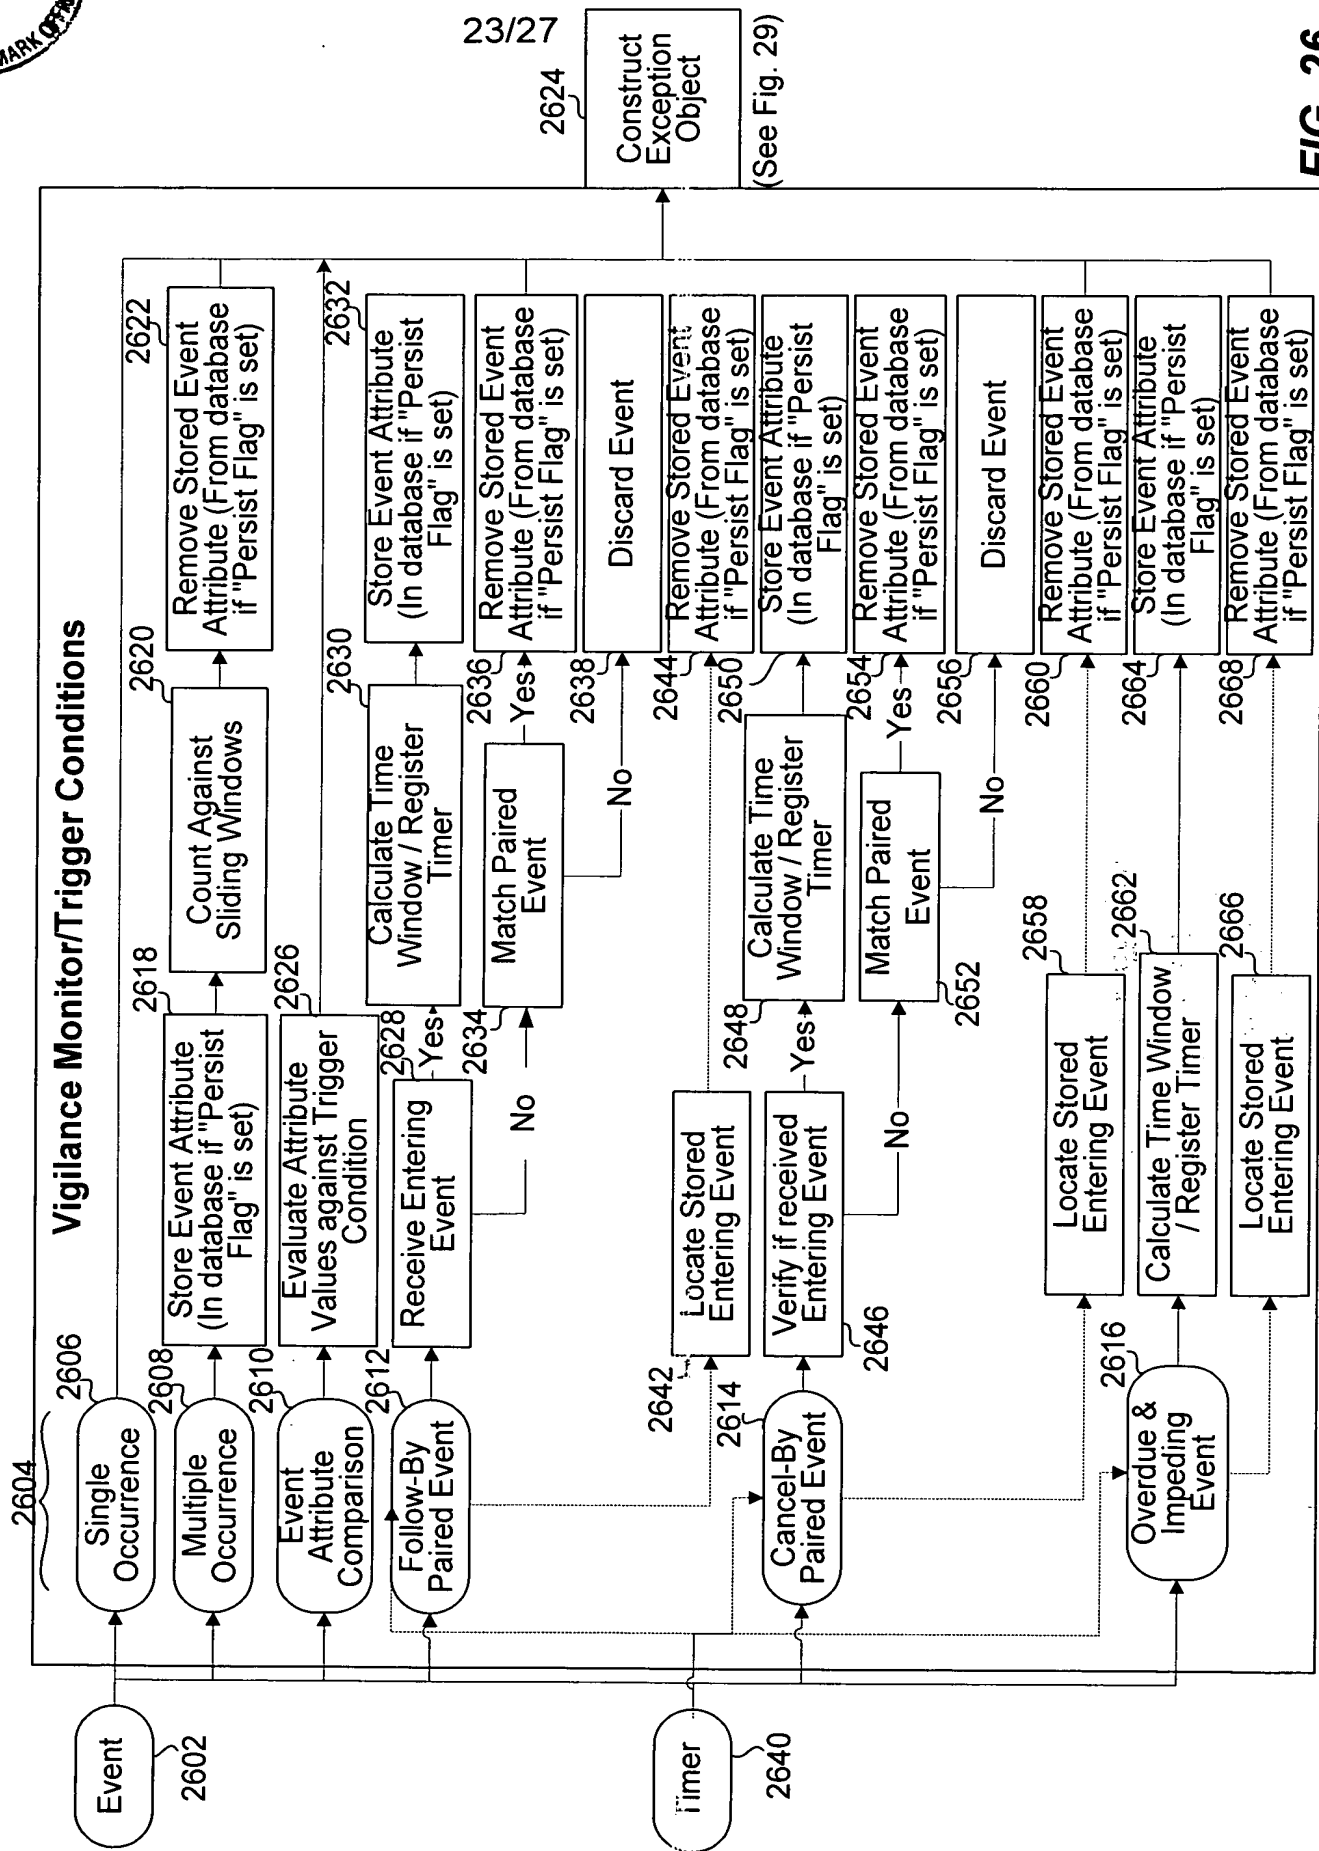 MARK OFFI
23/27
FIG. 26
Vigilance Monitor/Trigger Conditions
Event
2602
Timer
2640
2604
Single
Occurrence
2606
Multiple
Occurrence
2608
Event
Attribute
Comparison
2610
Follow-By
Paired Event
2612
Cancel-By
Paired Event
2614
Overdue &
Impeding
Event
2616
Store Event Attribute
(In database if "Persist
Flag" is set)
2618
Count Against
Sliding Windows
2620
Remove Stored Event
Attribute (From database
if "Persist Flag" is set)
2622
Construct
Exception
Object
2624
(See Fig. 29)
Evaluate Attribute
Values against Trigger
Condition
2626
Receive Entering
Event
2628
Yes
No
Calculate Time
Window / Register
Timer
2630
Store Event Attribute
(In database if "Persist
Flag" is set)
2632
Match Paired
Event
2634
Yes
No
Remove Stored Event
Attribute (From database
if "Persist Flag" is set)
2636
Discard Event
2638
Locate Stored
Entering Event
2642
Remove Stored Event
Attribute (From database
if "Persist Flag" is set)
2644
Verify if received
Entering Event
2646
Yes
No
Calculate Time
Window / Register
Timer
2648
Store Event Attribute
(In database if "Persist
Flag" is set)
2650
Match Paired
Event
2652
Yes
No
Remove Stored Event
Attribute (From database
if "Persist Flag" is set)
2654
Discard Event
2656
Locate Stored
Entering Event
2658
Remove Stored Event
Attribute (From database
if "Persist Flag" is set)
2660
Calculate Time Window
/ Register Timer
2662
Store Event Attribute
(In database if "Persist
Flag" is set)
2664
Locate Stored
Entering Event
2666
Remove Stored Event
Attribute (From database
if "Persist Flag" is set)
2668